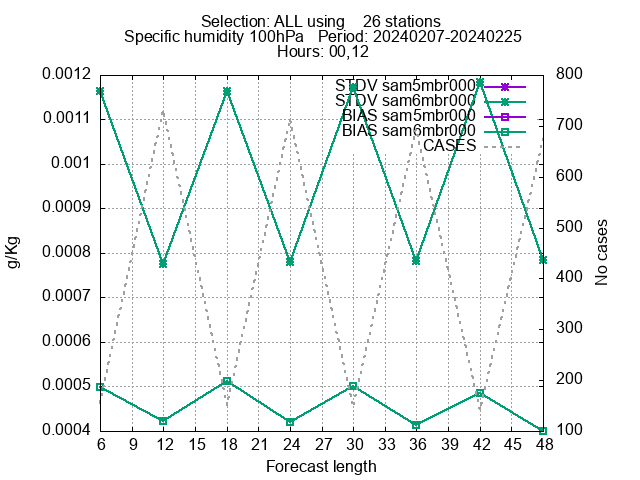 Selection: ALL using    26 stations
Specific humidity 100hPa   Period: 20240207-20240225
Hours: 00,12
0.0012
0.0011
0.001
0.0009
0.0008
0.0007
0.0006
0.0005
0.0004
g/Kg
STDV sam5mbr000
STDV sam6mbr000
BIAS sam5mbr000
BIAS sam6mbr000
CASES
800
700
600
500
400
300
200
100
No cases
6 9 12 15 18 21 24 27 30 33 36 39 42 45 48
Forecast length